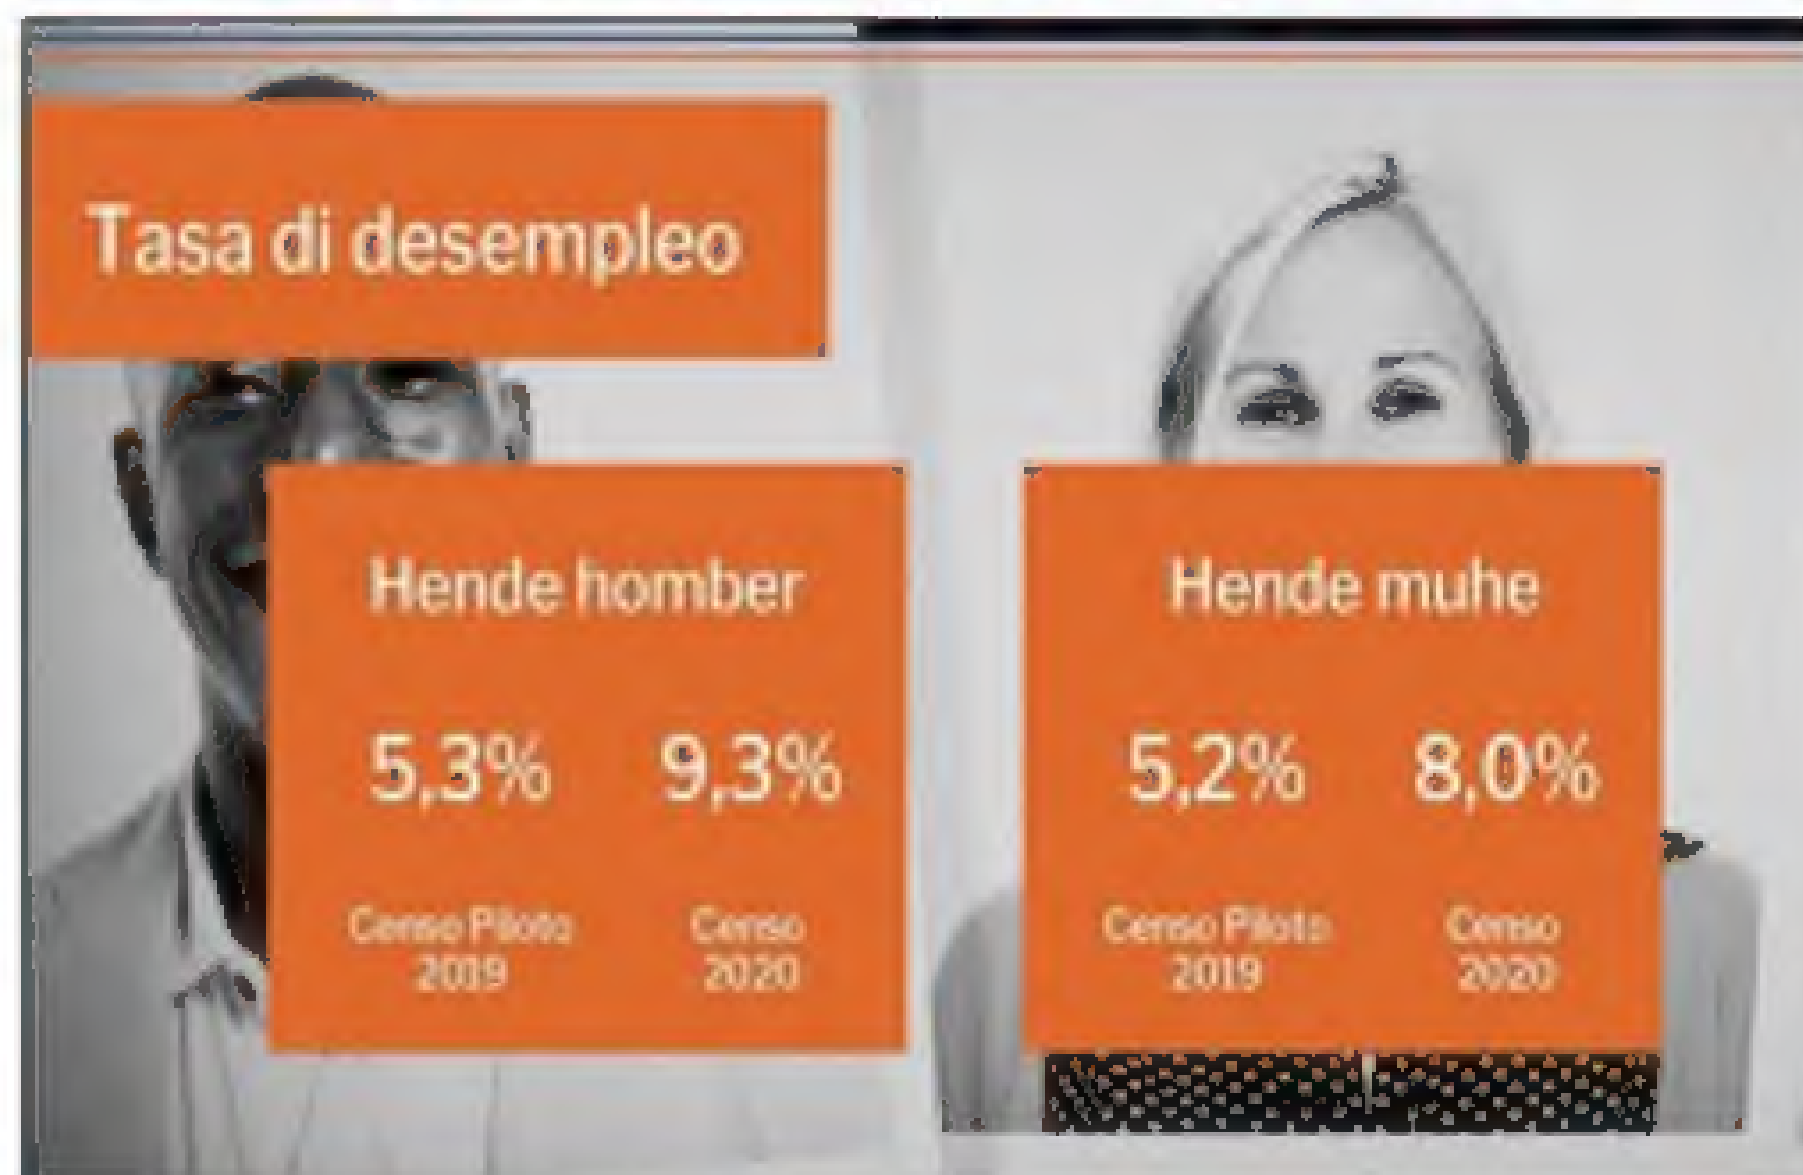 Tasa di desempleo
Hende homber
5,3% 9,3%
Censo Piloto Censo
2019 2020
Hende muhe
5,2% 8,0%
Censo Piloto Censo
2019 2020